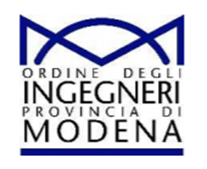 ORDINE DEGLI
INGEGNERI
PROVINCIA DI
MODENA